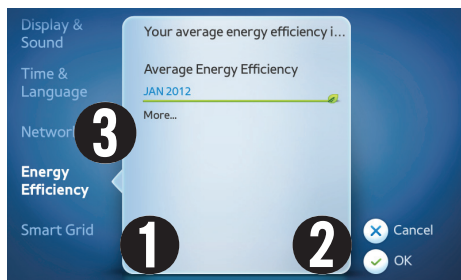 Display &
Sound
Time &
Language
Networ
Energy
Efficiency
Smart Grid
Your average energy efficiency i...
Average Energy Efficiency
JAN 2012
More...
3
1
2
Cancel
OK